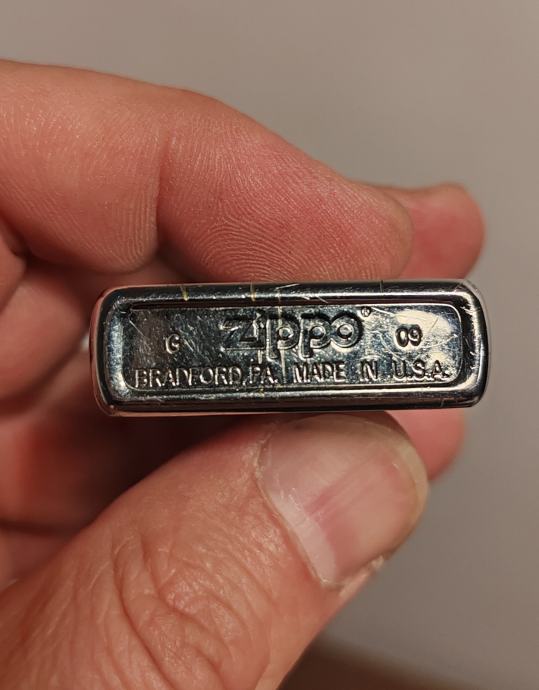 G Zippo® 09
BRADFORD, PA. MADE IN U.S.A.